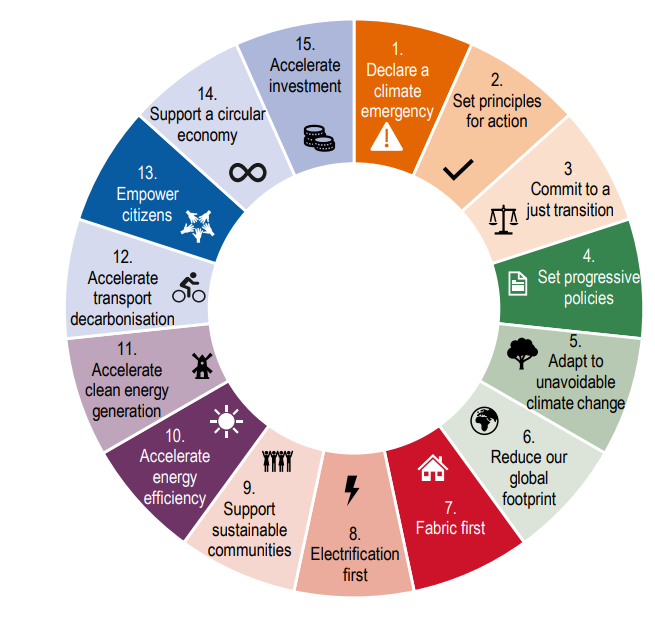 1.
Declare a
climate
emergency
2.
Set principles
for action
3
Commit to a
just transition
4.
Set progressive
policies
5.
Adapt to
unavoidable
climate change
6.
Reduce our
global
footprint
7.
Fabric first
8.
Electrification
first
9.
Support
sustainable
communities
10.
Accelerate
energy
efficiency
11.
Accelerate
clean energy
generation
12.
Accelerate
transport
decarbonisation
13.
Empower
citizens
14.
Support a circular
economy
15.
Accelerate
investment